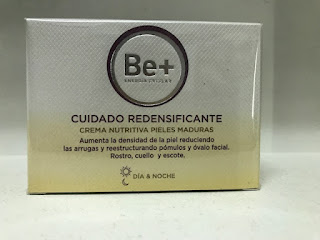 Be+
ENERGIFIQUE
CUIDADO REDENSIFICANTE
CREMA NUTRITIVA PIELES MADURAS
Aumenta la densidad de la piel reduciendo
las arrugas y reestructurando pómulos y óvalo facial.
Rostro, cuello y escote.
DÍA & NOCHE